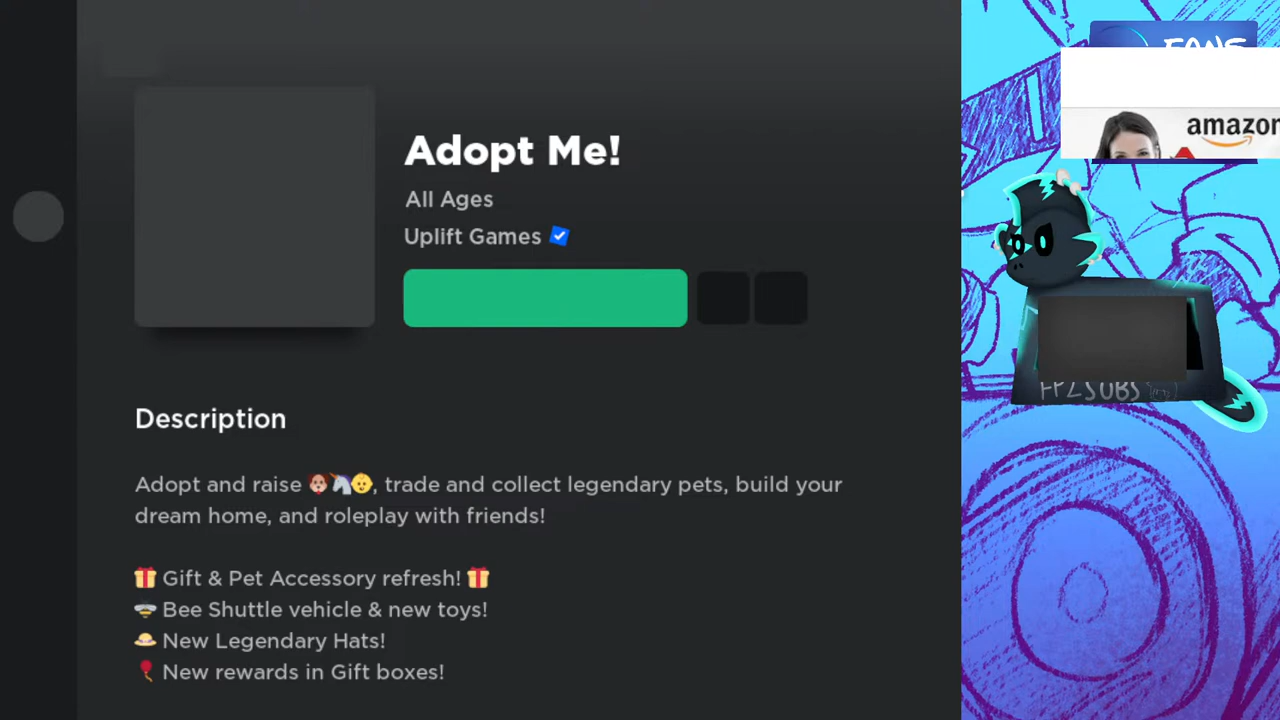 Adopt Me!
All Ages
Uplift Games
Description
Adopt and raise 🐶🦄👶, trade and collect legendary pets, build your
dream home, and roleplay with friends!
🎁 Gift & Pet Accessory refresh! 🎁
🐝 Bee Shuttle vehicle & new toys!
👒 New Legendary Hats!
🎈 New rewards in Gift boxes!
amazon